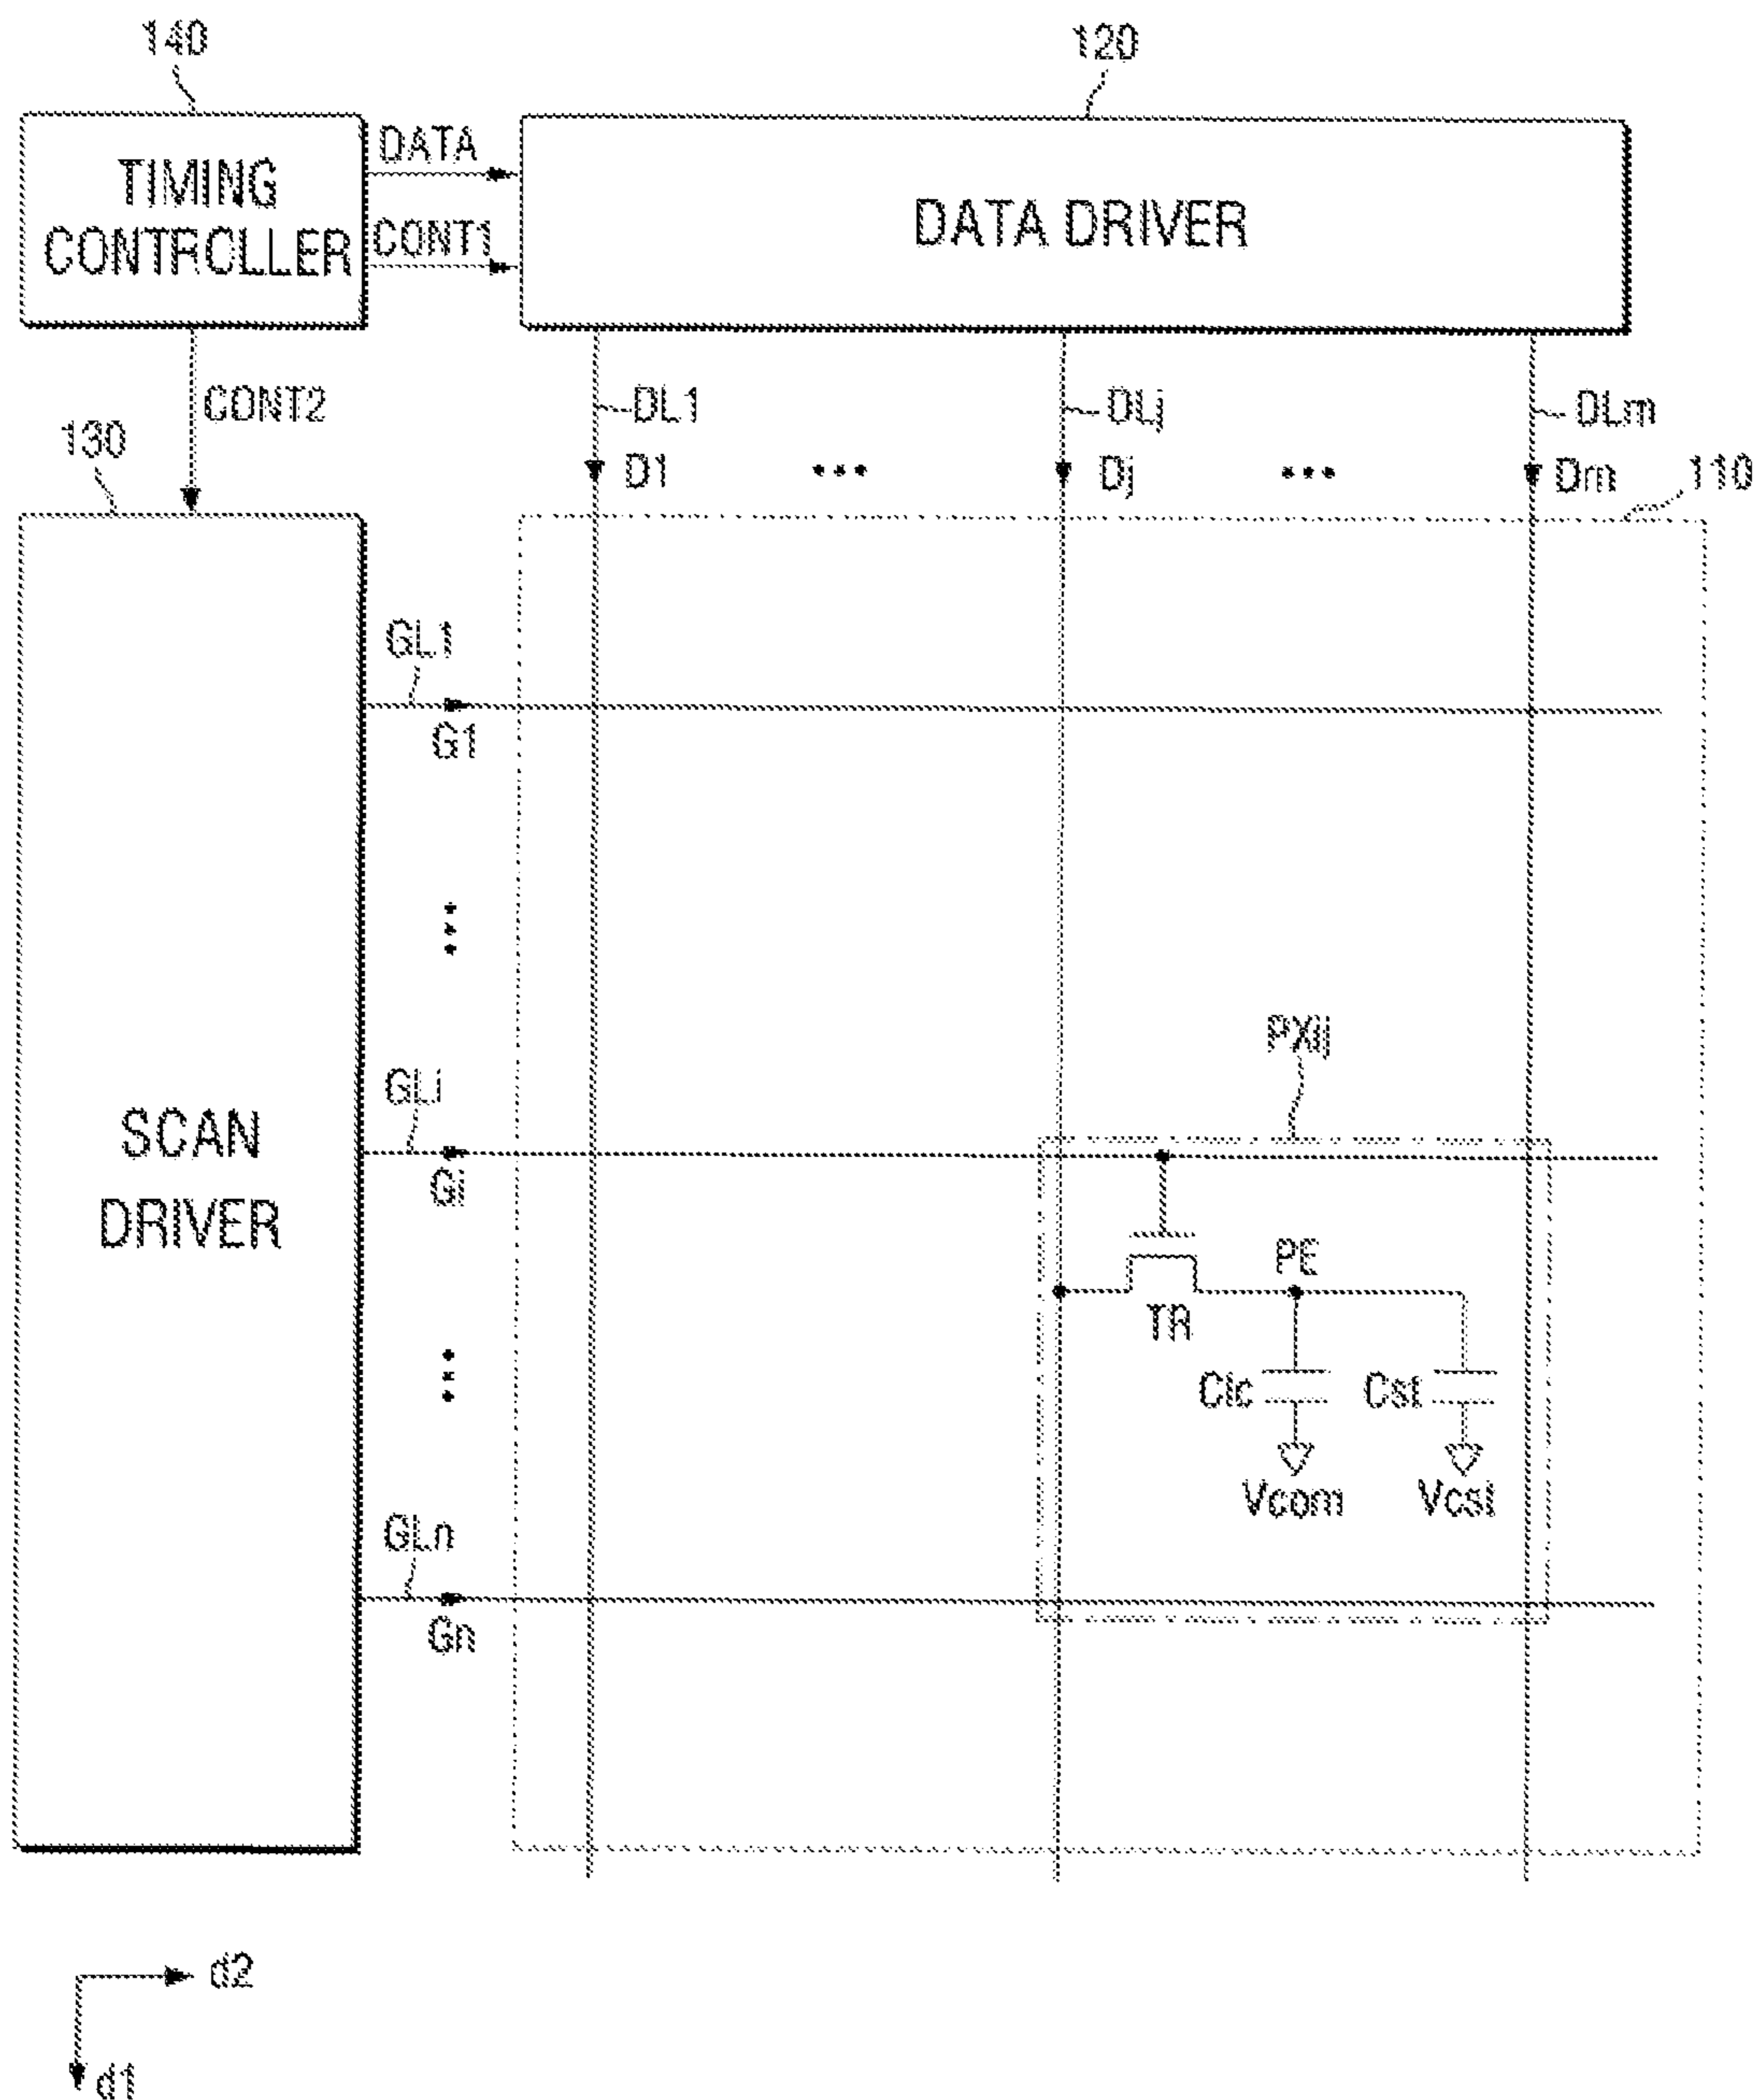 140
120
TIMING
CONTROLLER
DATA
CONT1
DATA DRIVER
CONT2
130
DL1
DLj
DLm
D1
•••
Dj
•••
Dm
110
GL1
G1
PXij
GLi
Gi
SCAN
DRIVER
PE
TR
Clc
Cst
Vcom
Vcst
GLn
Gn
d2
d1